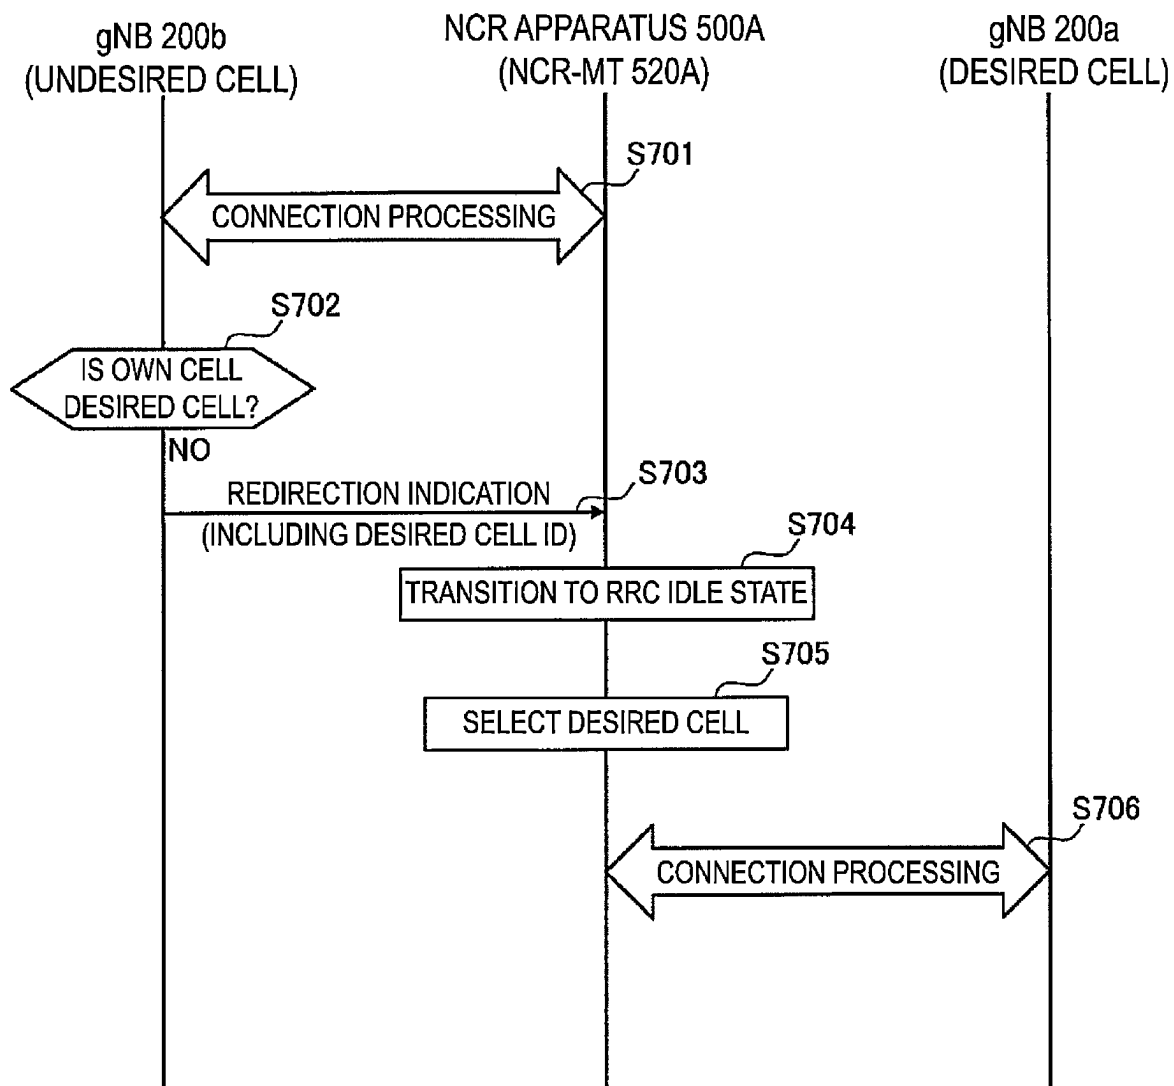 gNB 200b
(UNDESIRED CELL)
NCR APPARATUS 500A
(NCR-MT 520A)
gNB 200a
(DESIRED CELL)
S701
CONNECTION PROCESSING
S702
IS OWN CELL
DESIRED CELL?
NO
S703
REDIRECTION INDICATION
(INCLUDING DESIRED CELL ID)
S704
TRANSITION TO RRC IDLE STATE
S705
SELECT DESIRED CELL
S706
CONNECTION PROCESSING